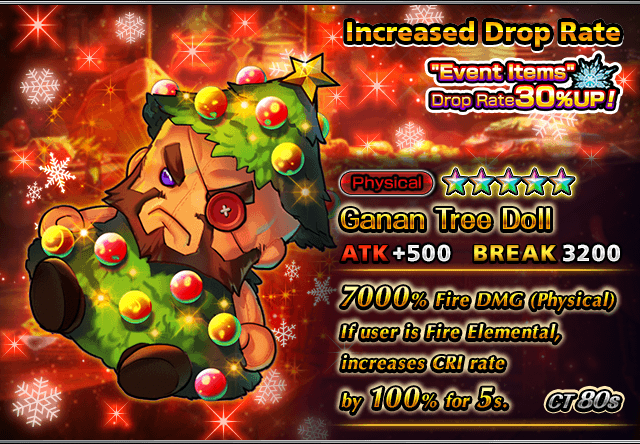 Increased Drop Rate
"Event Items"
Drop Rate 30%UP!
Physical
Ganan Tree Doll
ATK +500 BREAK 3200
7000% Fire DMG (Physical)
If user is Fire Elemental,
increases CRI rate
by 100% for 5s. CT 80s